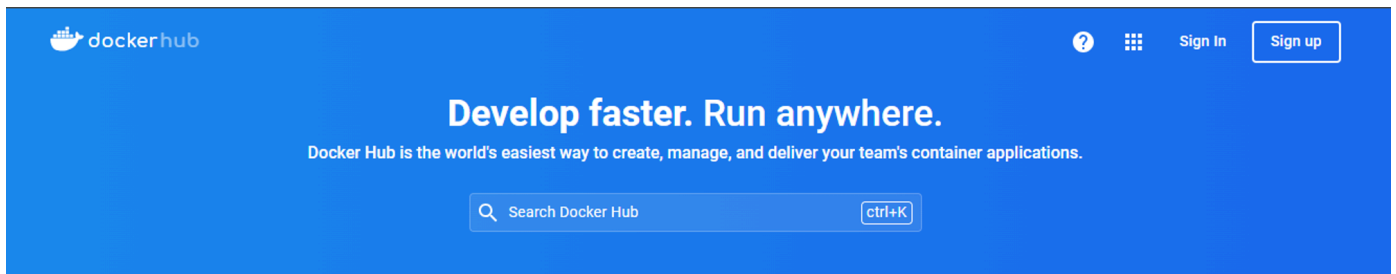 dockerhub
Sign In
Sign up
Develop faster. Run anywhere.
Docker Hub is the world's easiest way to create, manage, and deliver your team's container applications.
Search Docker Hub
ctrl+K